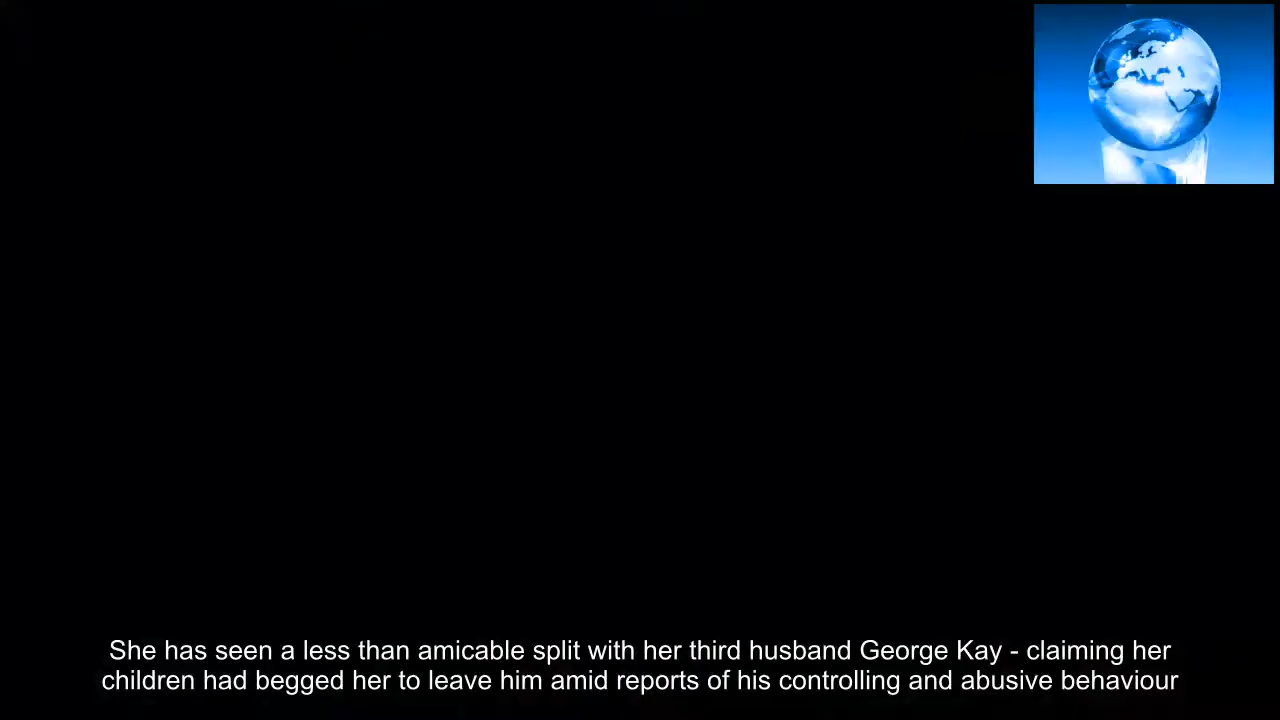 She has seen a less than amicable split with her third husband George Kay - claiming her
children had begged her to leave him amid reports of his controlling and abusive behaviour